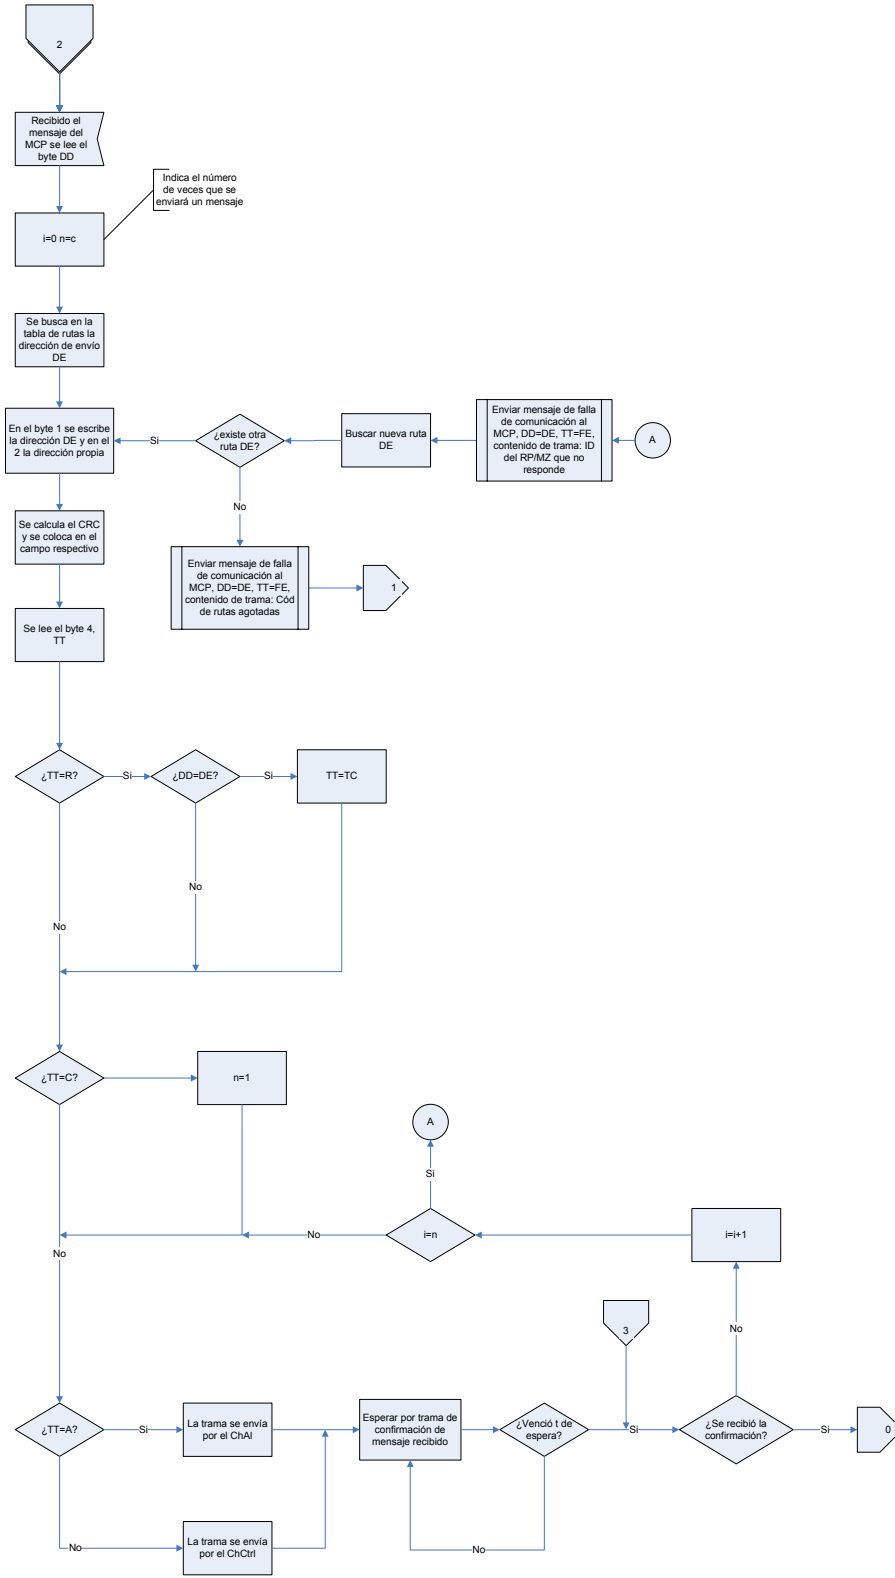 2
Recibido el
mensaje del
MCP se lee el
byte DD
Indica el número
de veces que se
enviará un mensaje
i=0 n=c
Se busca en la
tabla de rutas la
dirección de envío
DE
En el byte 1 se escribe
la dirección DE y en el
2 la dirección propia
Si
¿existe otra
ruta DE?
Buscar nueva ruta
DE
Enviar mensaje de falla
de comunicación al
MCP, DD=DE, TT=FE,
contenido de trama: ID
del RP/MZ que no
responde
A
No
Se calcula el CRC
y se coloca en el
campo respectivo
Enviar mensaje de falla
de comunicación al
MCP, DD=DE, TT=FE,
contenido de trama: Cód
de rutas agotadas
1
Se lee el byte 4,
TT
¿TT=R?
Si
¿DD=DE?
Si
TT=TC
No
No
¿TT=C?
n=1
A
Si
No
i=n
i=i+1
No
3
No
¿TT=A?
Si
La trama se envía
por el ChAl
Esperar por trama de
confirmación de
mensaje recibido
¿Venció t de
espera?
Si
¿Se recibió la
confirmación?
Si
0
No
La trama se envía
por el ChCtrl
No